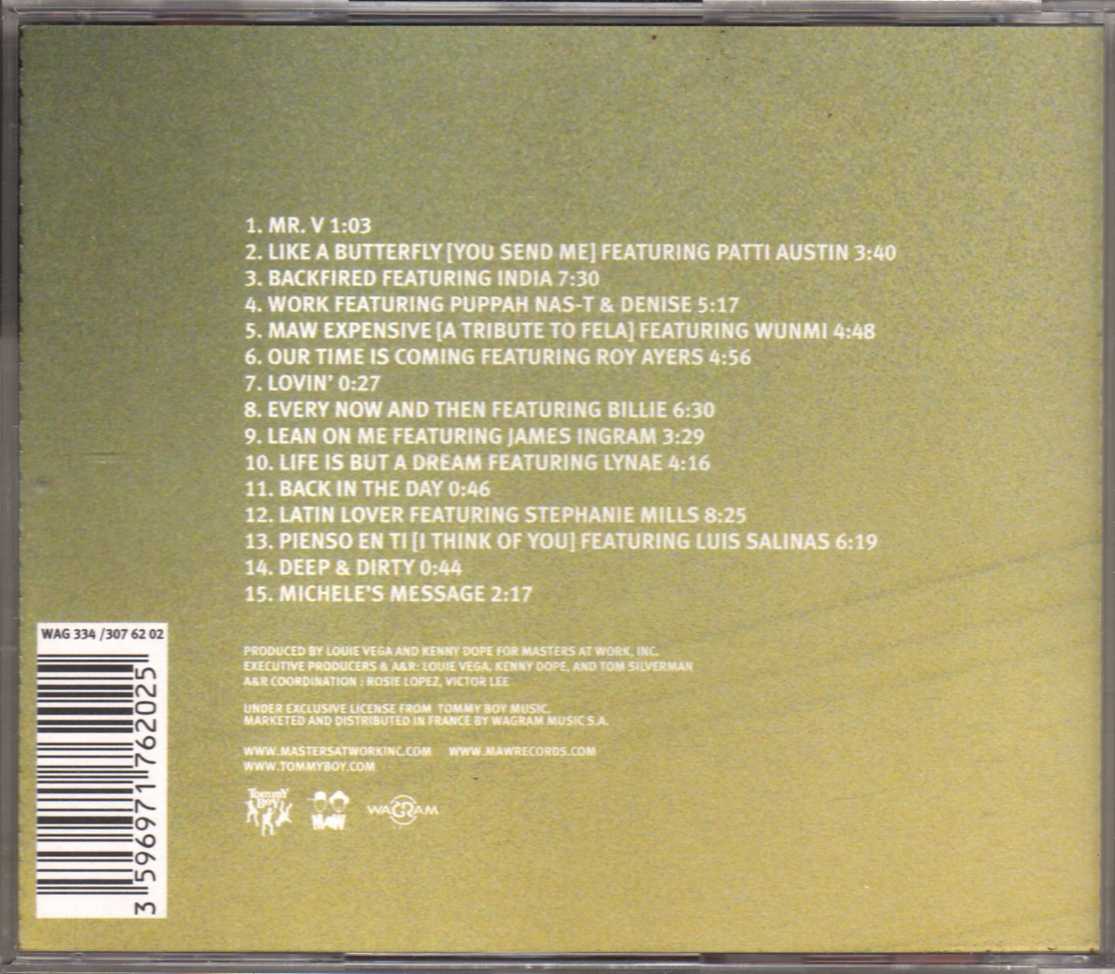 1. MR. V 1:03
2. LIKE A BUTTERFLY [YOU SEND ME] FEATURING PATTI AUSTIN 3:40
3. BACKFIRED FEATURING INDIA 7:30
4. WORK FEATURING PUPPAH NAS-T & DENISE 5:17
5. MAW EXPENSIVE [A TRIBUTE TO FELA] FEATURING WUNMI 4:48
6. OUR TIME IS COMING FEATURING ROY AYERS 4:56
7. LOVIN' 0:27
8. EVERY NOW AND THEN FEATURING BILLIE 6:30
9. LEAN ON ME FEATURING JAMES INGRAM 3:29
10. LIFE IS BUT A DREAM FEATURING LYNAE 4:16
11. BACK IN THE DAY 0:46
12. LATIN LOVER FEATURING STEPHANIE MILLS 8:25
13. PIENSO EN TI [I THINK OF YOU] FEATURING LUIS SALINAS 6:19
14. DEEP & DIRTY 0:44
15. MICHELE'S MESSAGE 2:17
WAG 334 /307 62 02
3 596971 762025
PRODUCED BY LOUIE VEGA AND KENNY DOPE FOR MASTERS AT WORK, INC.
EXECUTIVE PRODUCERS & A&R: LOUIE VEGA, KENNY DOPE, AND TOM SILVERMAN
A&R COORDINATION : ROSIE LOPEZ, VICTOR LEE
UNDER EXCLUSIVE LICENSE FROM TOMMY BOY MUSIC.
MARKETED AND DISTRIBUTED IN FRANCE BY WAGRAM MUSIC S.A.
WWW.MASTERSATWORKINC.COM WWW.MAWRECORDS.COM
WWW.TOMMYBOY.COM
TOMMY BOY MAW WAGRAM